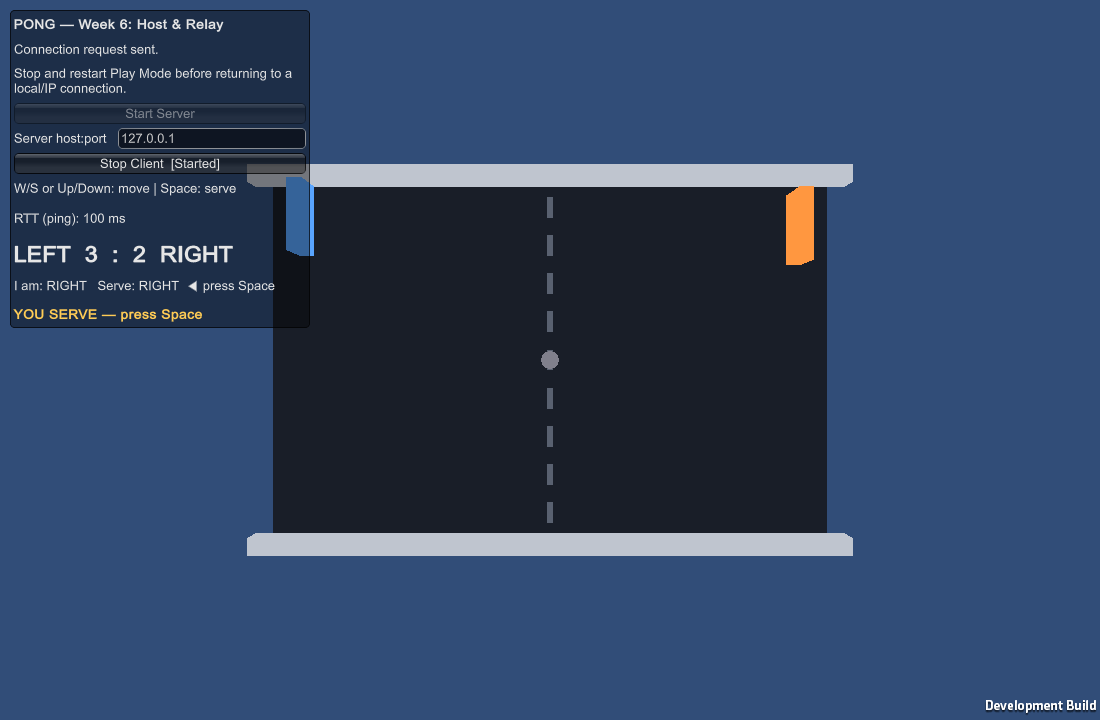 PONG — Week 6: Host & Relay
Connection request sent.
Stop and restart Play Mode before returning to a
local/IP connection.
Start Server
Server host:port 127.0.0.1
Stop Client [Started]
W/S or Up/Down: move | Space: serve
RTT (ping): 100 ms
LEFT 3 : 2 RIGHT
I am: RIGHT Serve: RIGHT ◀ press Space
YOU SERVE — press Space
Development Build